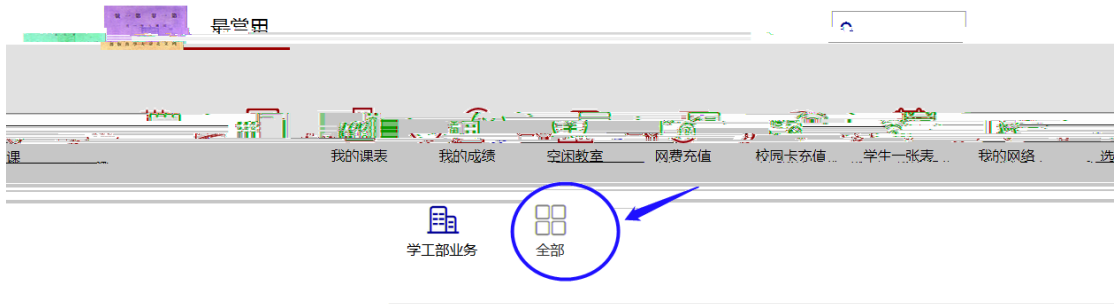 最常用
课 我的课表 我的成绩 空闲教室 网费充值 校园卡充值 学生一张表 我的网络 选
学工部业务 全部